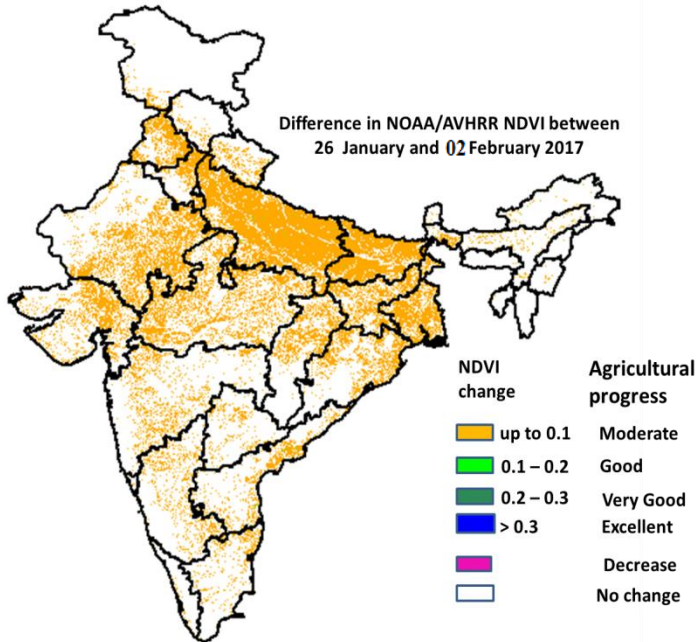 Difference in NOAA/AVHRR NDVI between
26 January and 02 February 2017
NDVI change
Agricultural progress
up to 0.1 Moderate
0.1 – 0.2 Good
0.2 – 0.3 Very Good
> 0.3 Excellent
Decrease
No change